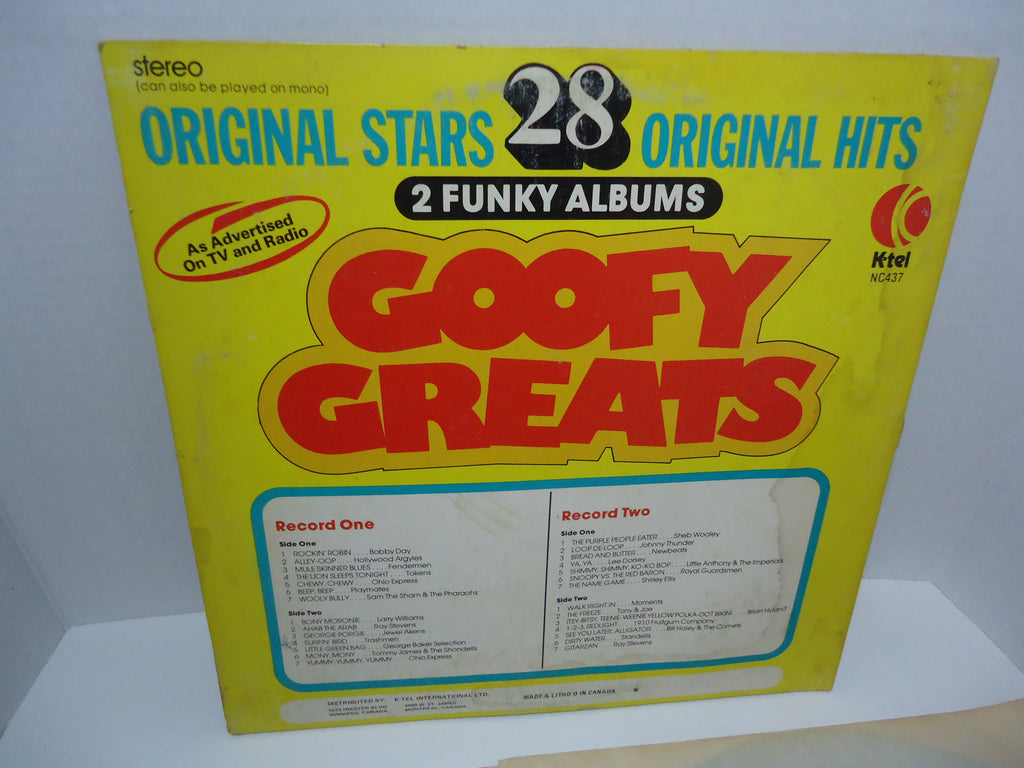 stereo
(can also be played on mono)
ORIGINAL STARS 28 ORIGINAL HITS
2 FUNKY ALBUMS
As Advertised
On TV and Radio
K-tel
NC437
GOOFY
GREATS
Record One
Side One
1 ROCKIN' ROBIN . . . . Bobby Day
2 ALLEY-OOP . . . . Hollywood Argyles
3 MULE SKINNER BLUES . . . . Fendermen
4 THE LION SLEEPS TONIGHT . . . . Tokens
5 CHEWY, CHEWY . . . . Ohio Express
6 BEEP, BEEP . . . . Playmates
7 WOOLY BULLY . . . . Sam The Sham & The Pharaohs
Side Two
1 BONY MORONIE . . . . Larry Williams
2 AHAB THE ARAB . . . . Ray Stevens
3 GEORGIE PORGIE . . . . Jewel Akens
4 SURFIN' BIRD . . . . Trashmen
5 LITTLE GREEN BAG . . . . George Baker Selection
6 MONY, MONY . . . . Tommy James & The Shondells
7 YUMMY, YUMMY, YUMMY . . . . Ohio Express
Record Two
Side One
1 THE PURPLE PEOPLE EATER . . . . Sheb Wooley
2 LOOP DE LOOP . . . . Johnny Thunder
3 BREAD AND BUTTER . . . . Newbeats
4 YA, YA . . . . Lee Dorsey
5 SHIMMY, SHIMMY, KO-KO BOP . . . . Little Anthony & The Imperials
6 SNOOPY VS. THE RED BARON . . . . Royal Guardsmen
7 THE NAME GAME . . . . Shirley Ellis
Side Two
1 WALK RIGHT IN . . . . Moments
2 THE FREEZE . . . . Tony & Joe
3 ITSY-BITSY, TEENIE-WEENIE YELLOW POLKA-DOT BIKINI . . . . Brian Hyland
4 1-2-3, REDLIGHT . . . . 1910 Fruitgum Company
5 SEE YOU LATER, ALLIGATOR . . . . Bill Haley & The Comets
6 DIRTY WATER . . . . Standells
7 GITARZAN . . . . Ray Stevens
DISTRIBUTED BY: K-TEL INTERNATIONAL LTD.
1670 INKSTER BLVD.
WINNIPEG, CANADA
ST. JAMES
MONTREAL, CANADA
MADE & LITHO'D IN CANADA